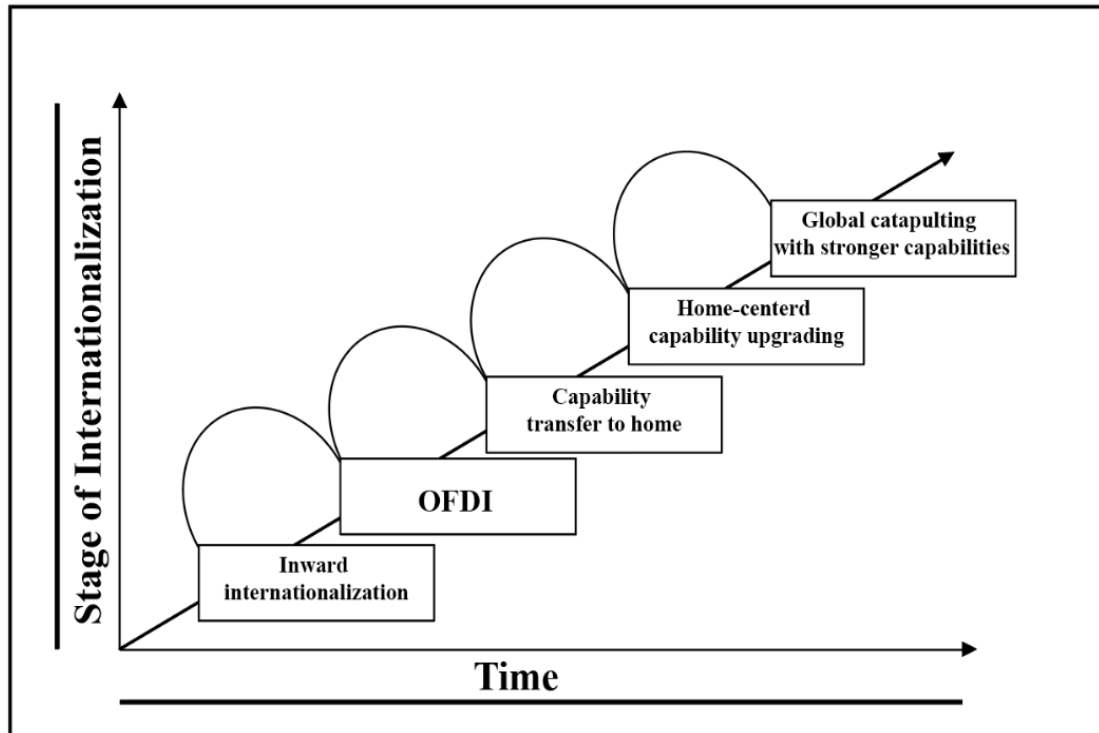 Stage of Internationalization
Global catapulting
with stronger capabilities
Home-centerd
capability upgrading
Capability
transfer to home
OFDI
Inward
internationalization
Time